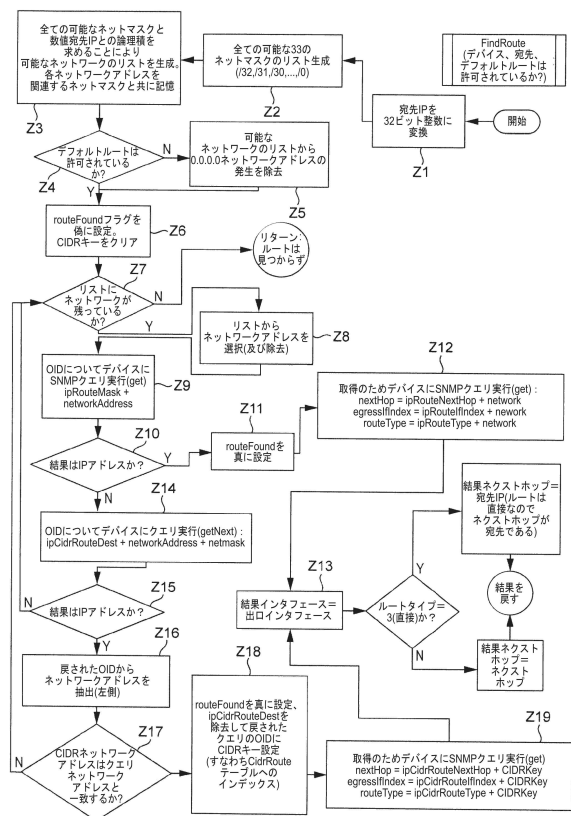 FindRoute
(デバイス、宛先、
デフォルトルートは
許可されているか?)
開始
宛先IPを
32ビット整数に
変換
Z1
全ての可能な33の
ネットマスクのリスト生成
(/32,/31,/30,...,/0)
Z2
全ての可能なネットマスクと
数値宛先IPとの論理積を
求めることにより
可能なネットワークのリストを生成。
各ネットワークアドレスを
関連するネットマスクと共に記憶
Z3
デフォルトルートは
許可されている
か?
Z4
N
Y
可能な
ネットワークのリストから
0.0.0.0ネットワークアドレスの
発生を除去
Z5
routeFoundフラグを
偽に設定。
CIDRキーをクリア
Z6
リターン:
ルートは
見つからず
リストに
ネットワークが
残っている
か?
Z7
N
Y
リストから
ネットワークアドレスを
選択(及び除去)
Z8
OIDについてデバイスに
SNMPクエリ実行(get)
ipRouteMask +
networkAddress
Z9
結果はIPアドレスか?
Z10
Y
N
routeFoundを
真に設定
Z11
Z12
取得のためデバイスにSNMPクエリ実行(get) :
nextHop = ipRouteNextHop + network
egressIfIndex = ipRouteIfIndex + nework
routeType = ipRouteType + network
Z14
OIDについてデバイスにクエリ実行(getNext) :
ipCidrRouteDest + networkAddress + netmask
結果はIPアドレスか?
Z15
N
Y
Z16
戻されたOIDから
ネットワークアドレスを
抽出(左側)
Z17
CIDRネットワーク
アドレスはクエリ
ネットワーク
アドレスと
一致するか?
N
Z18
routeFoundを真に設定、
ipCidrRouteDestを
除去して戻された
クエリのOIDに
CIDRキー設定
(すなわちCidrRoute
テーブルへの
インデックス)
Z19
取得のためデバイスにSNMPクエリ実行(get)
nextHop = ipCidrRouteNextHop + CIDRKey
egressIfIndex = ipCidrRouteIfIndex + CIDRKey
routeType = ipCidrRouteType + CIDRKey
Z13
結果インタフェース=
出口インタフェース
ルートタイプ=
3(直接)か?
Y
N
結果ネクストホップ=
宛先IP(ルートは
直接なので
ネクストホップが
宛先である)
結果を
戻す
結果ネクスト
ホップ=
ネクスト
ホップ